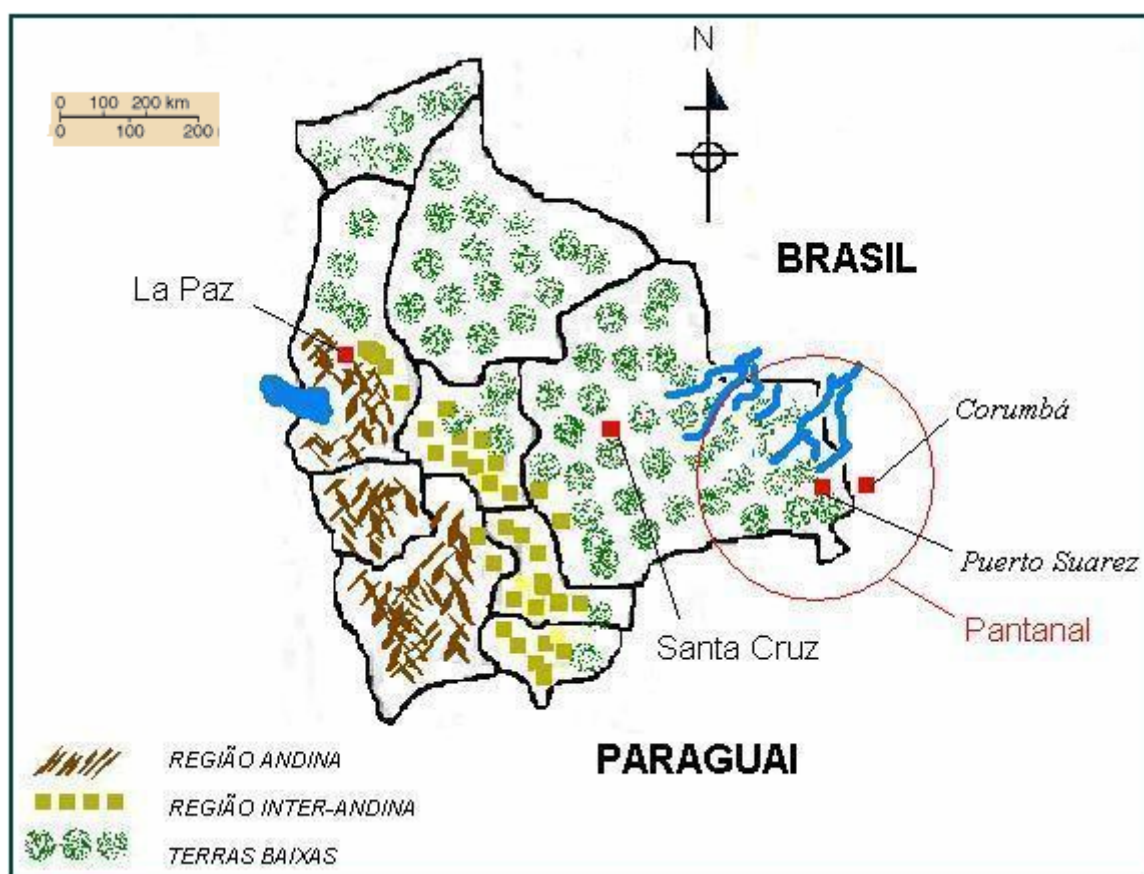 N
0 100 200 km
0 100 200
BRASIL
La Paz
Corumbá
Puerto Suarez
Pantanal
Santa Cruz
PARAGUAI
REGIÃO ANDINA
REGIÃO INTER-ANDINA
TERRAS BAIXAS